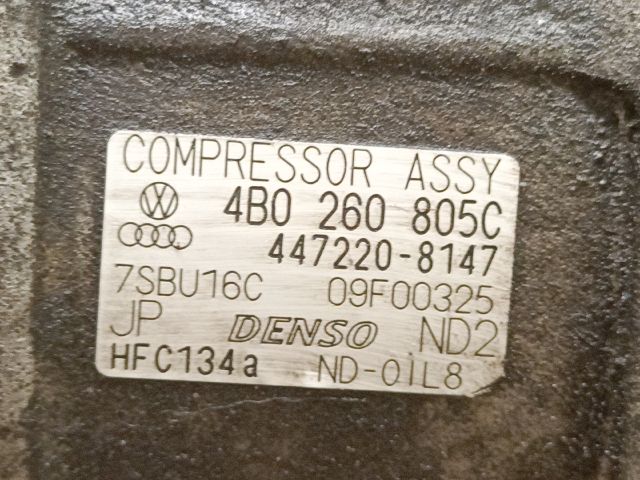 COMPRESSOR ASSY
4B0 260 805C
447220-8147
7SBU16C 09F00325
JP DENSO ND2
HFC134a ND-OiL8